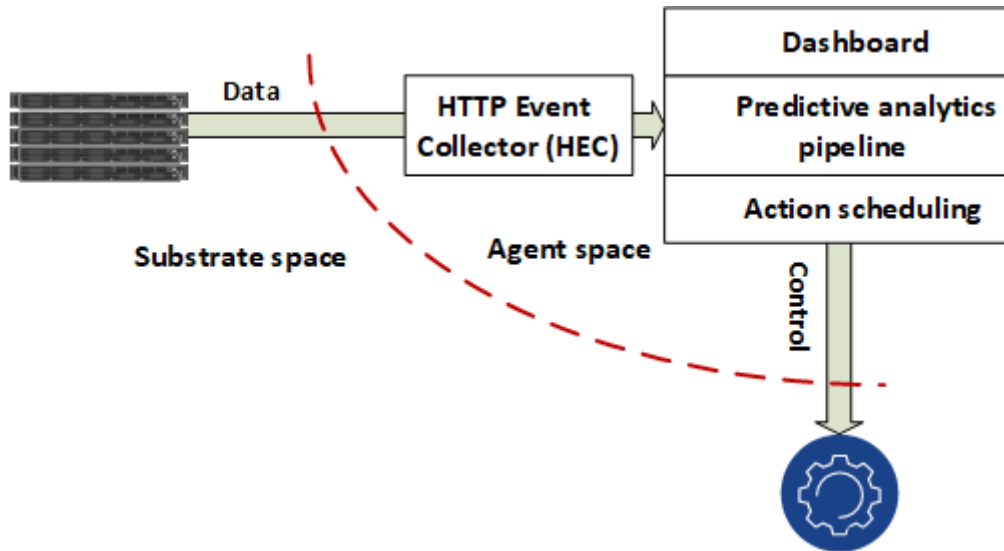 Data
HTTP Event
Collector (HEC)
Dashboard
Predictive analytics
pipeline
Action scheduling
Substrate space
Agent space
Control